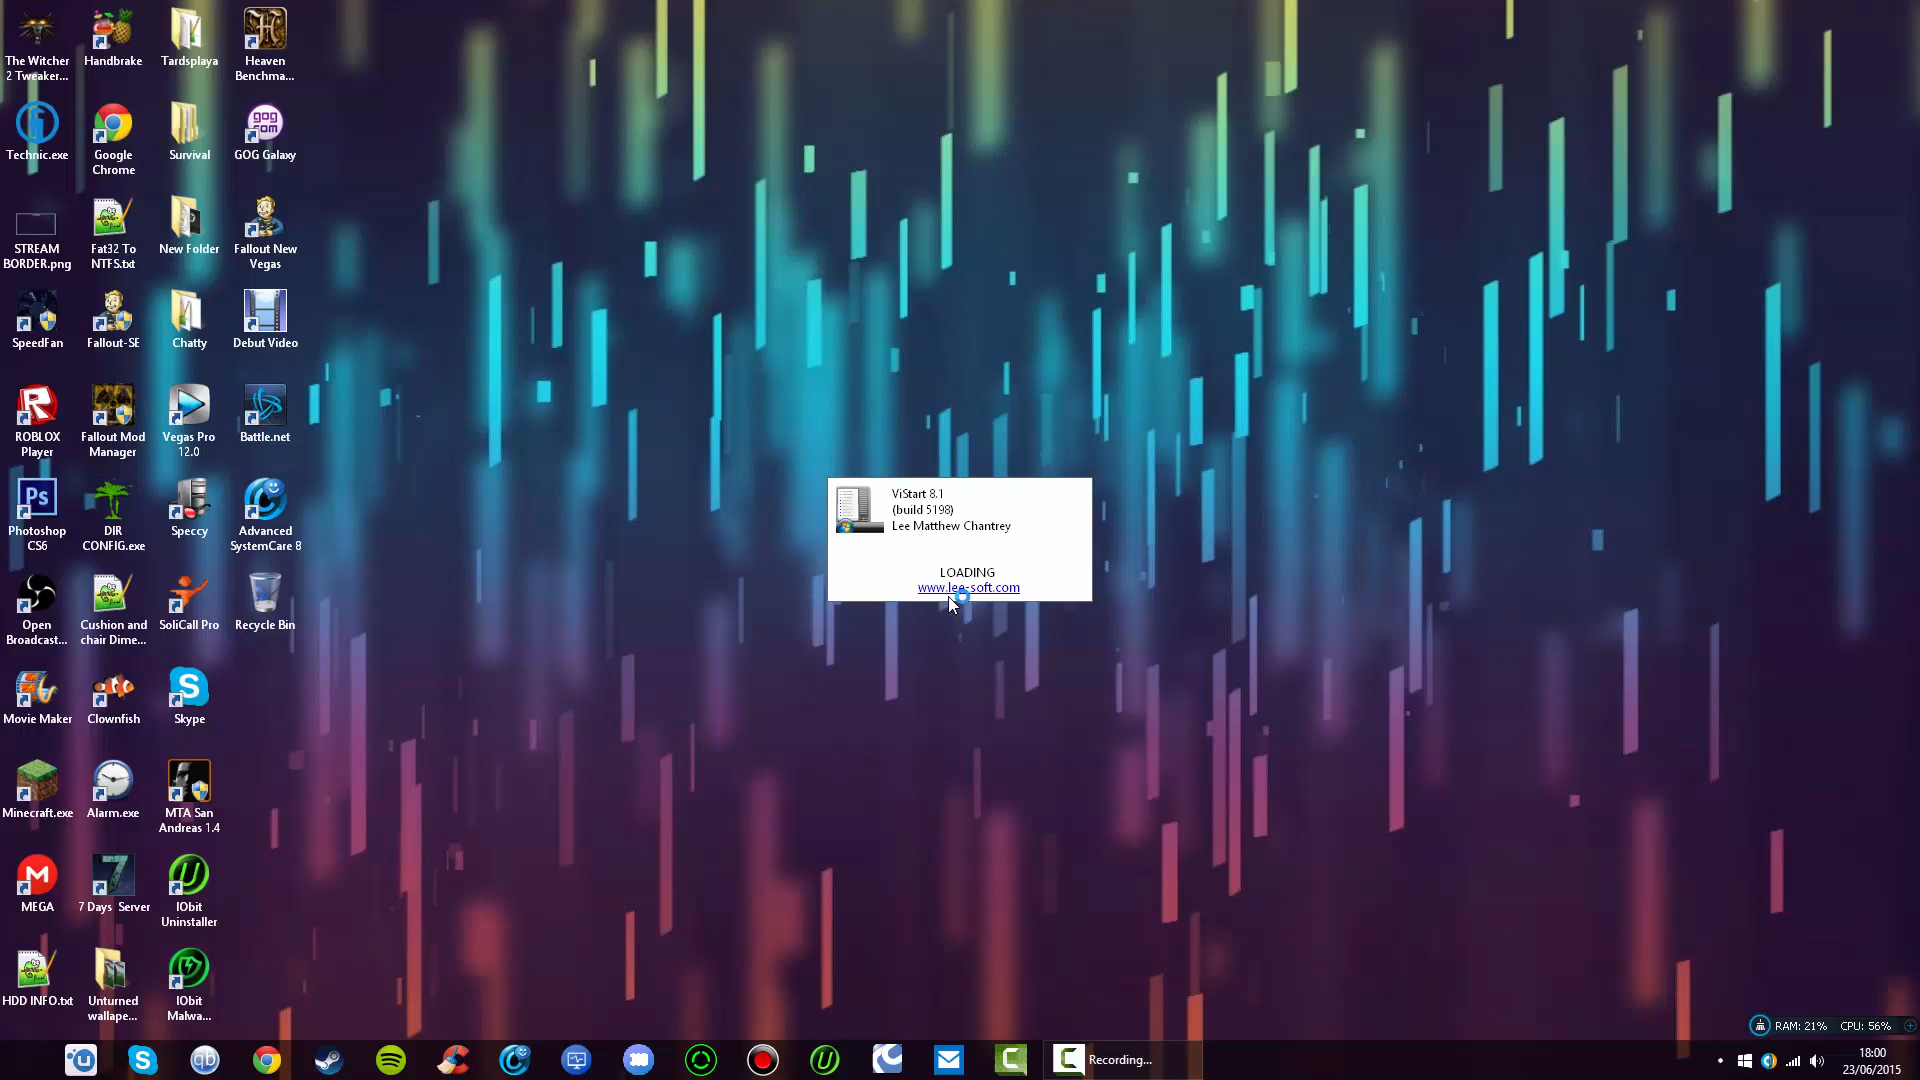 The Witcher
2 Tweaker...
Handbrake
Tardsplaya
Heaven
Benchma...
Technic.exe
Google
Chrome
Survival
gog
com
GOG Galaxy
STREAM
BORDER.png
Fat32 To
NTFS.txt
New Folder
Fallout New
Vegas
SpeedFan
Fallout-SE
Chatty
Debut Video
ROBLOX
Player
Fallout Mod
Manager
Vegas Pro
12.0
Battle.net
Ps
Photoshop
CS6
DIR
CONFIG.exe
Speccy
Advanced
SystemCare 8
Open
Broadcast...
Cushion and
chair Dime...
SoliCall Pro
Recycle Bin
Movie Maker
Clownfish
Skype
Minecraft.exe
Alarm.exe
MTA San
Andreas 1.4
MEGA
7 Days Server
IObit
Uninstaller
HDD INFO.txt
Unturned
wallape...
IObit
Malwa...
ViStart 8.1
(build 5198)
Lee Matthew Chantrey
LOADING
www.lee-soft.com
RAM: 21% CPU: 56%
qb
Recording...
18:00
23/06/2015